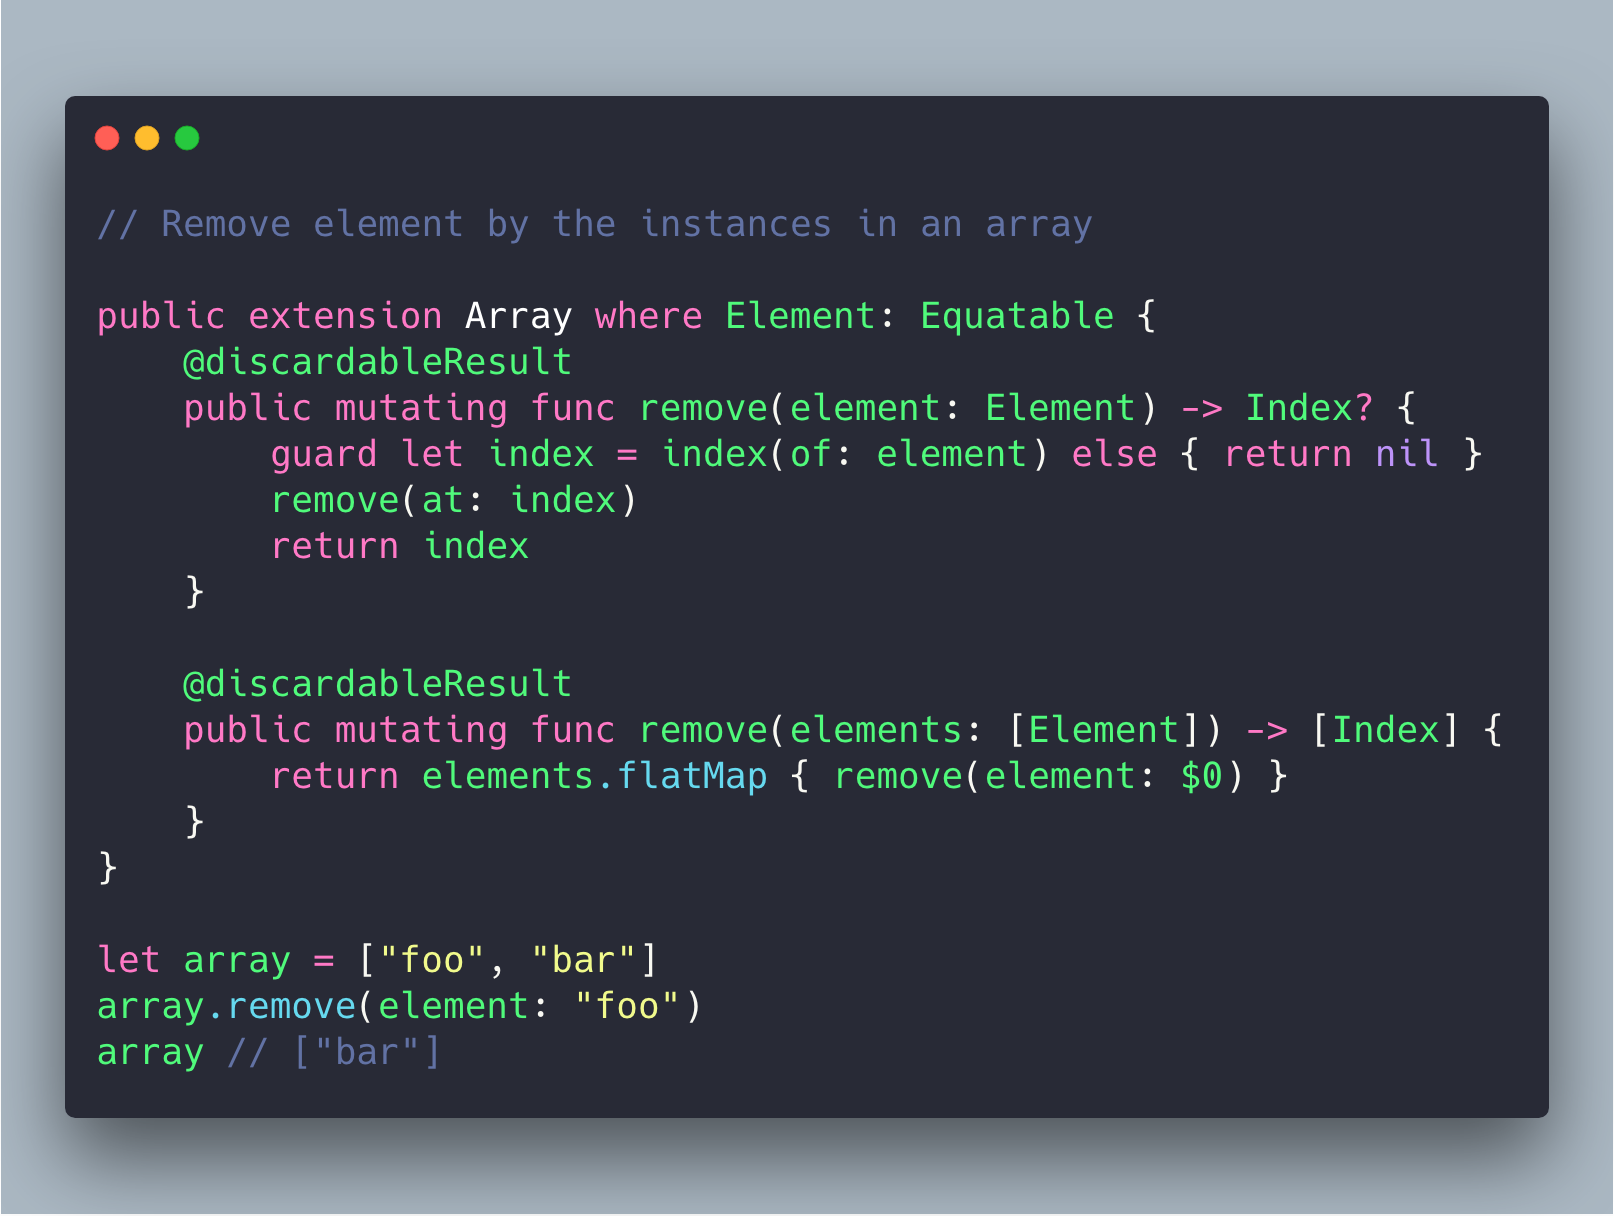 // Remove element by the instances in an array
public extension Array where Element: Equatable {
    @discardableResult
    public mutating func remove(element: Element) -> Index? {
        guard let index = index(of: element) else { return nil }
        remove(at: index)
        return index
    }
    @discardableResult
    public mutating func remove(elements: [Element]) -> [Index] {
        return elements.flatMap { remove(element: $0) }
    }
}
let array = ["foo", "bar"]
array.remove(element: "foo")
array // ["bar"]